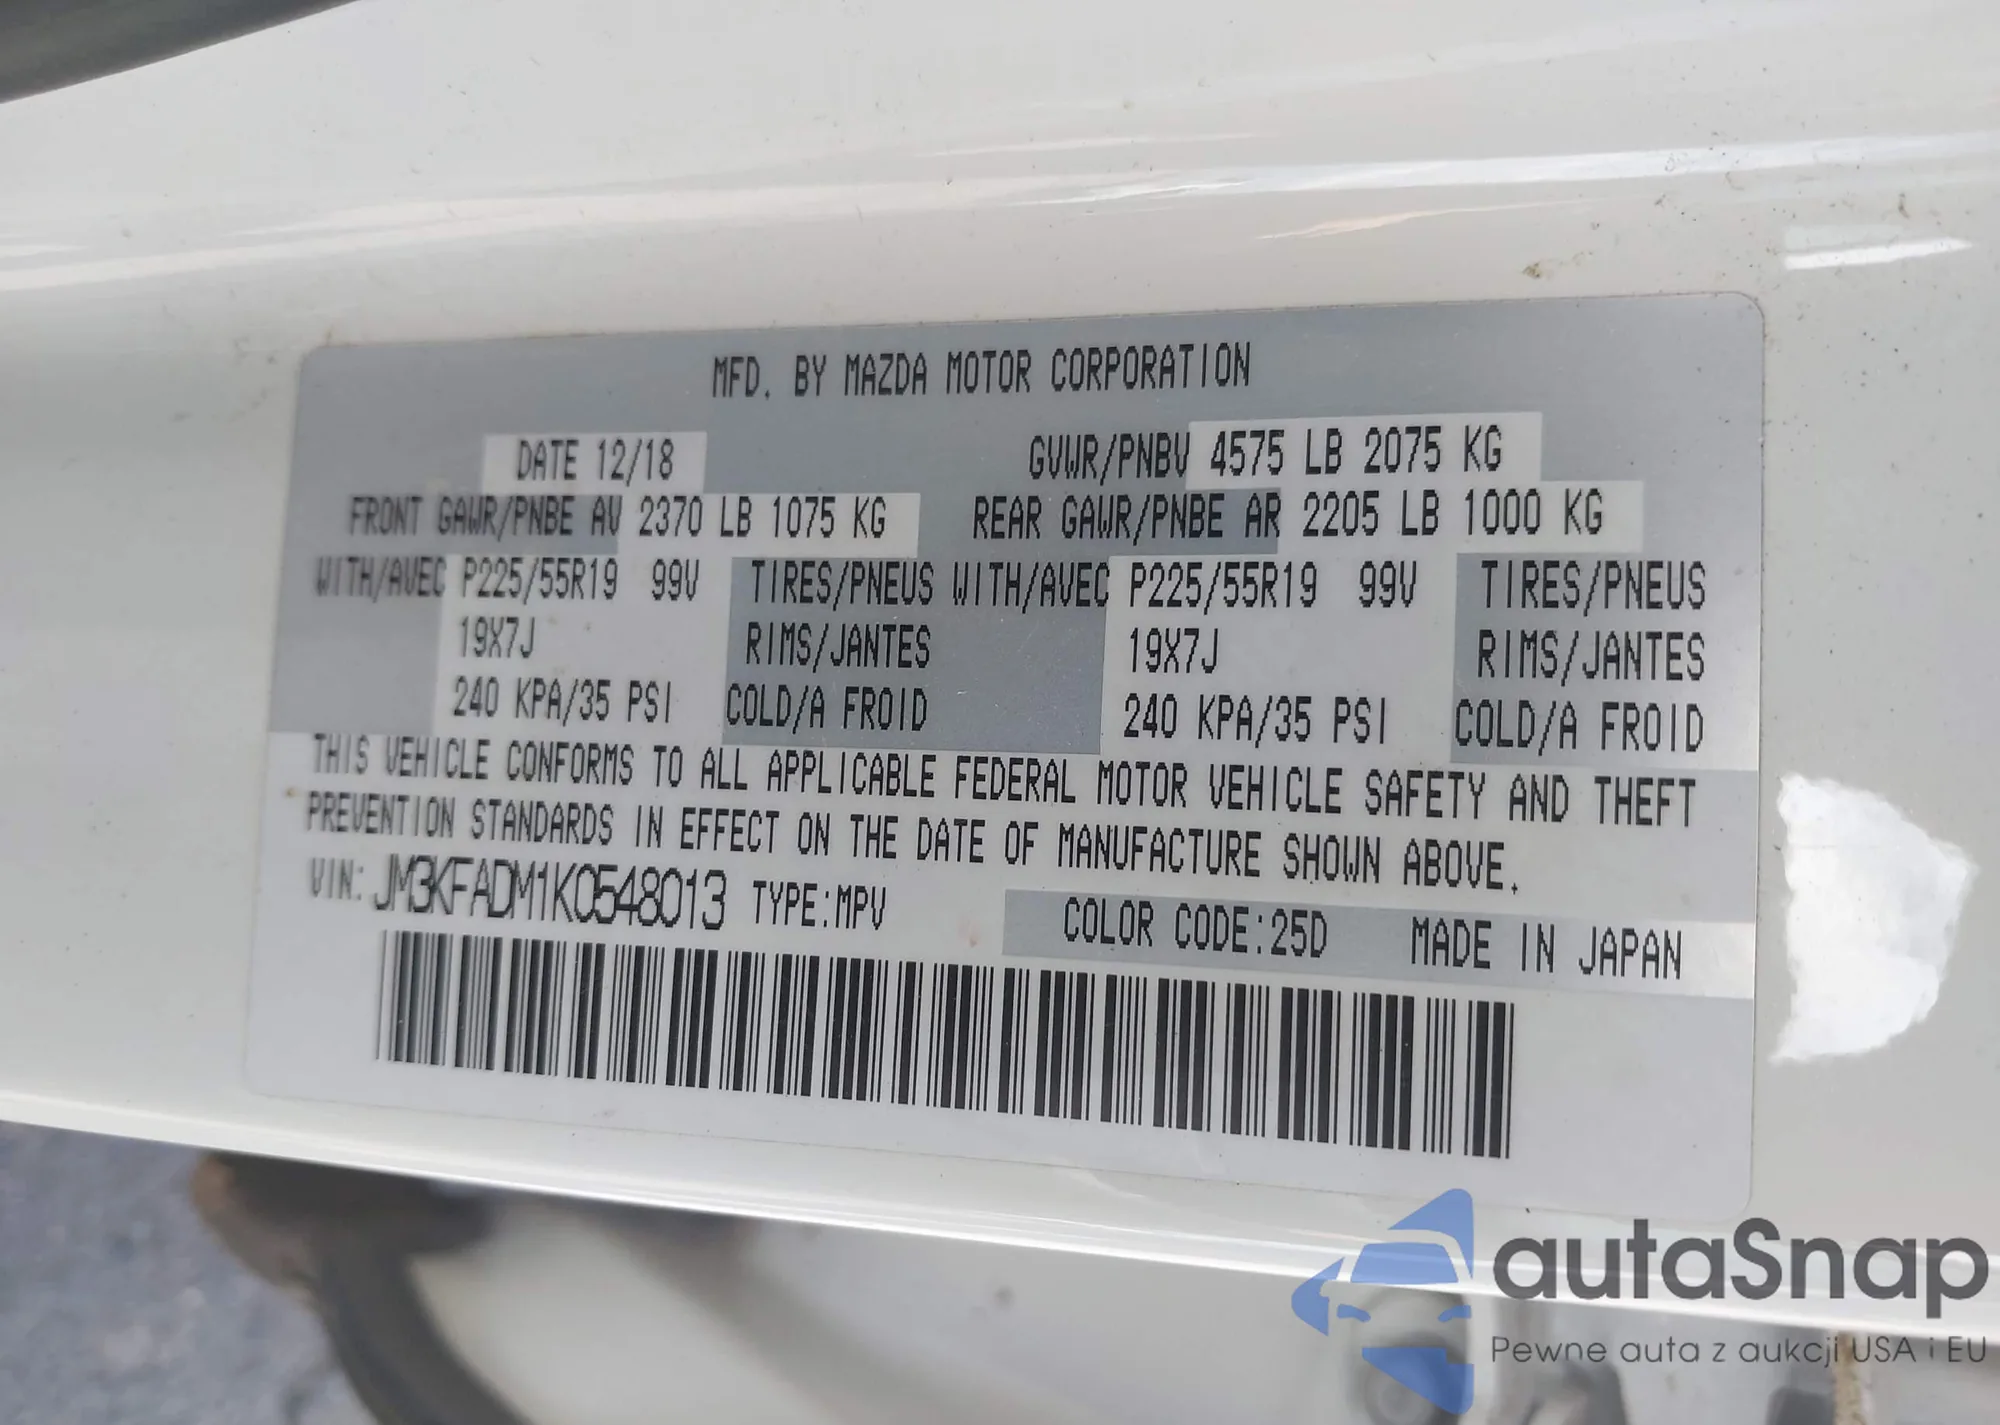 MFD. BY MAZDA MOTOR CORPORATION
DATE 12/18 GVWR/PNBV 4575 LB 2075 KG
FRONT GAWR/PNBE AV 2370 LB 1075 KG REAR GAWR/PNBE AR 2205 LB 1000 KG
WITH/AVEC P225/55R19 99V TIRES/PNEUS WITH/AVEC P225/55R19 99V TIRES/PNEUS
19X7J RIMS/JANTES 19X7J RIMS/JANTES
240 KPA/35 PSI COLD/A FROID 240 KPA/35 PSI COLD/A FROID
THIS VEHICLE CONFORMS TO ALL APPLICABLE FEDERAL MOTOR VEHICLE SAFETY AND THEFT
PREVENTION STANDARDS IN EFFECT ON THE DATE OF MANUFACTURE SHOWN ABOVE.
VIN: JM3KFADM1K0548013 TYPE:MPV COLOR CODE:25D MADE IN JAPAN
autaSnap
Pewne auta z aukcji USA i EU